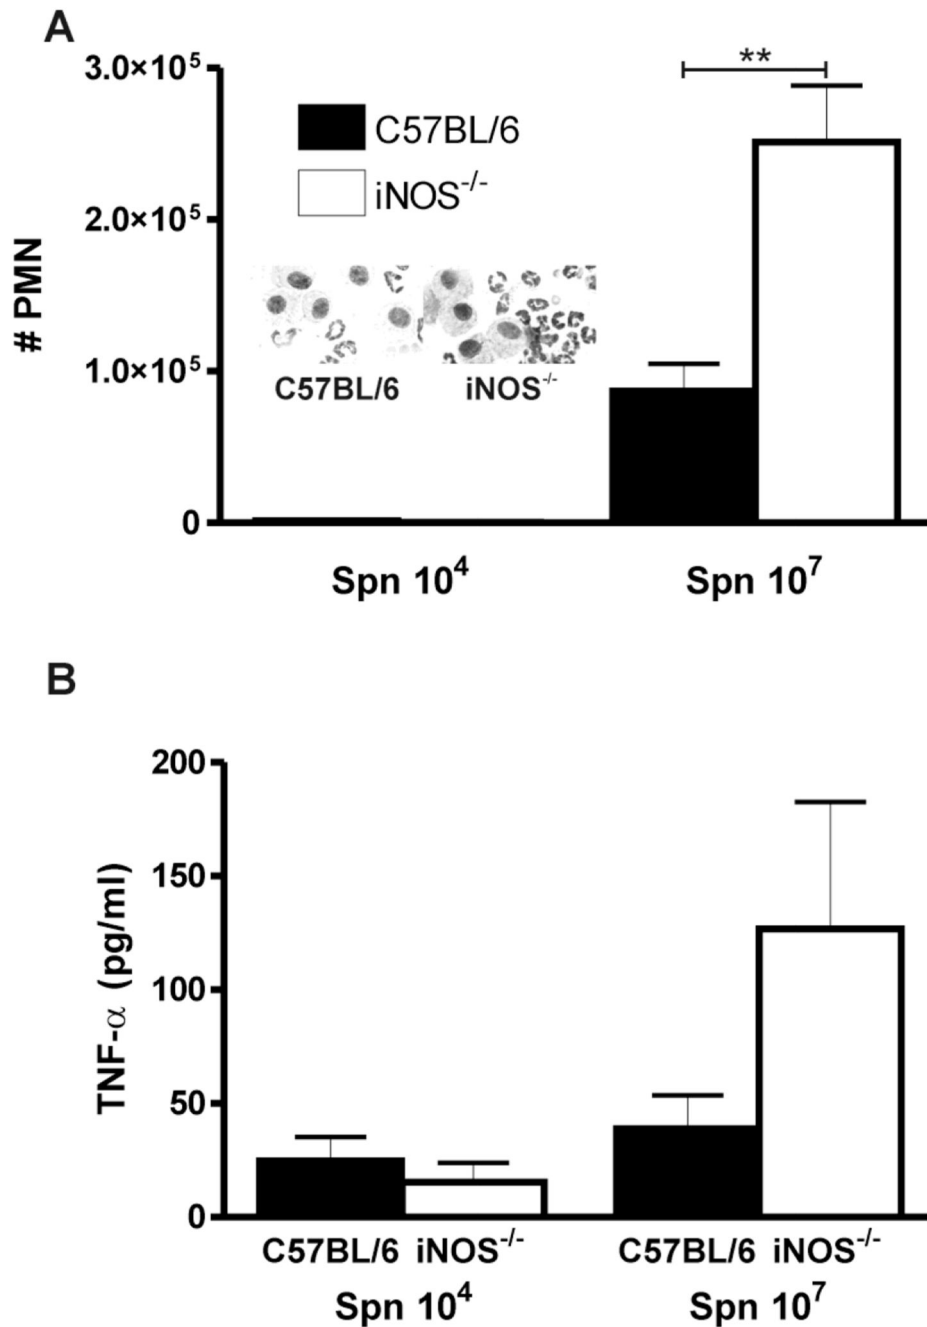 A
3.0×10⁵
**
C57BL/6
iNOS⁻/⁻
2.0×10⁵
# PMN
1.0×10⁵
C57BL/6 iNOS⁻/⁻
0
Spn 10⁴ Spn 10⁷
B
200
150
TNF-α (pg/ml)
100
50
0
C57BL/6 iNOS⁻/⁻ C57BL/6 iNOS⁻/⁻
Spn 10⁴ Spn 10⁷